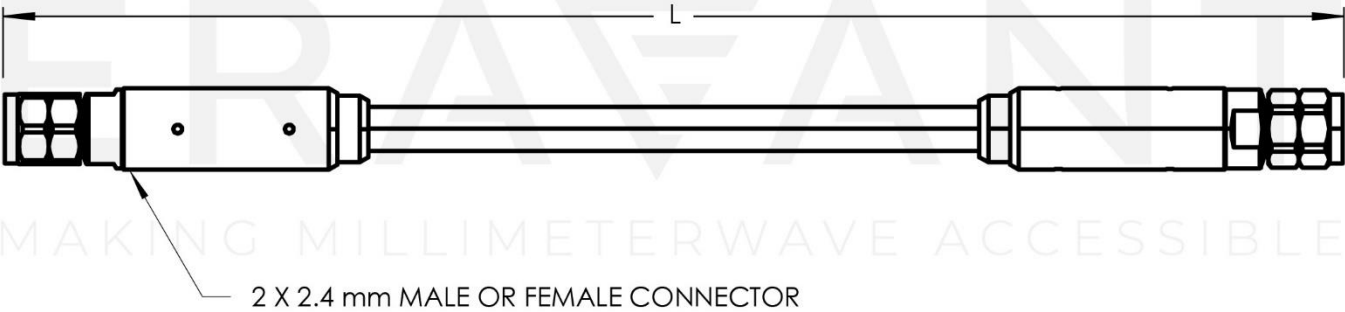 L
ERAVANT
MAKING MILLIMETERWAVE ACCESSIBLE
2 X 2.4 mm MALE OR FEMALE CONNECTOR